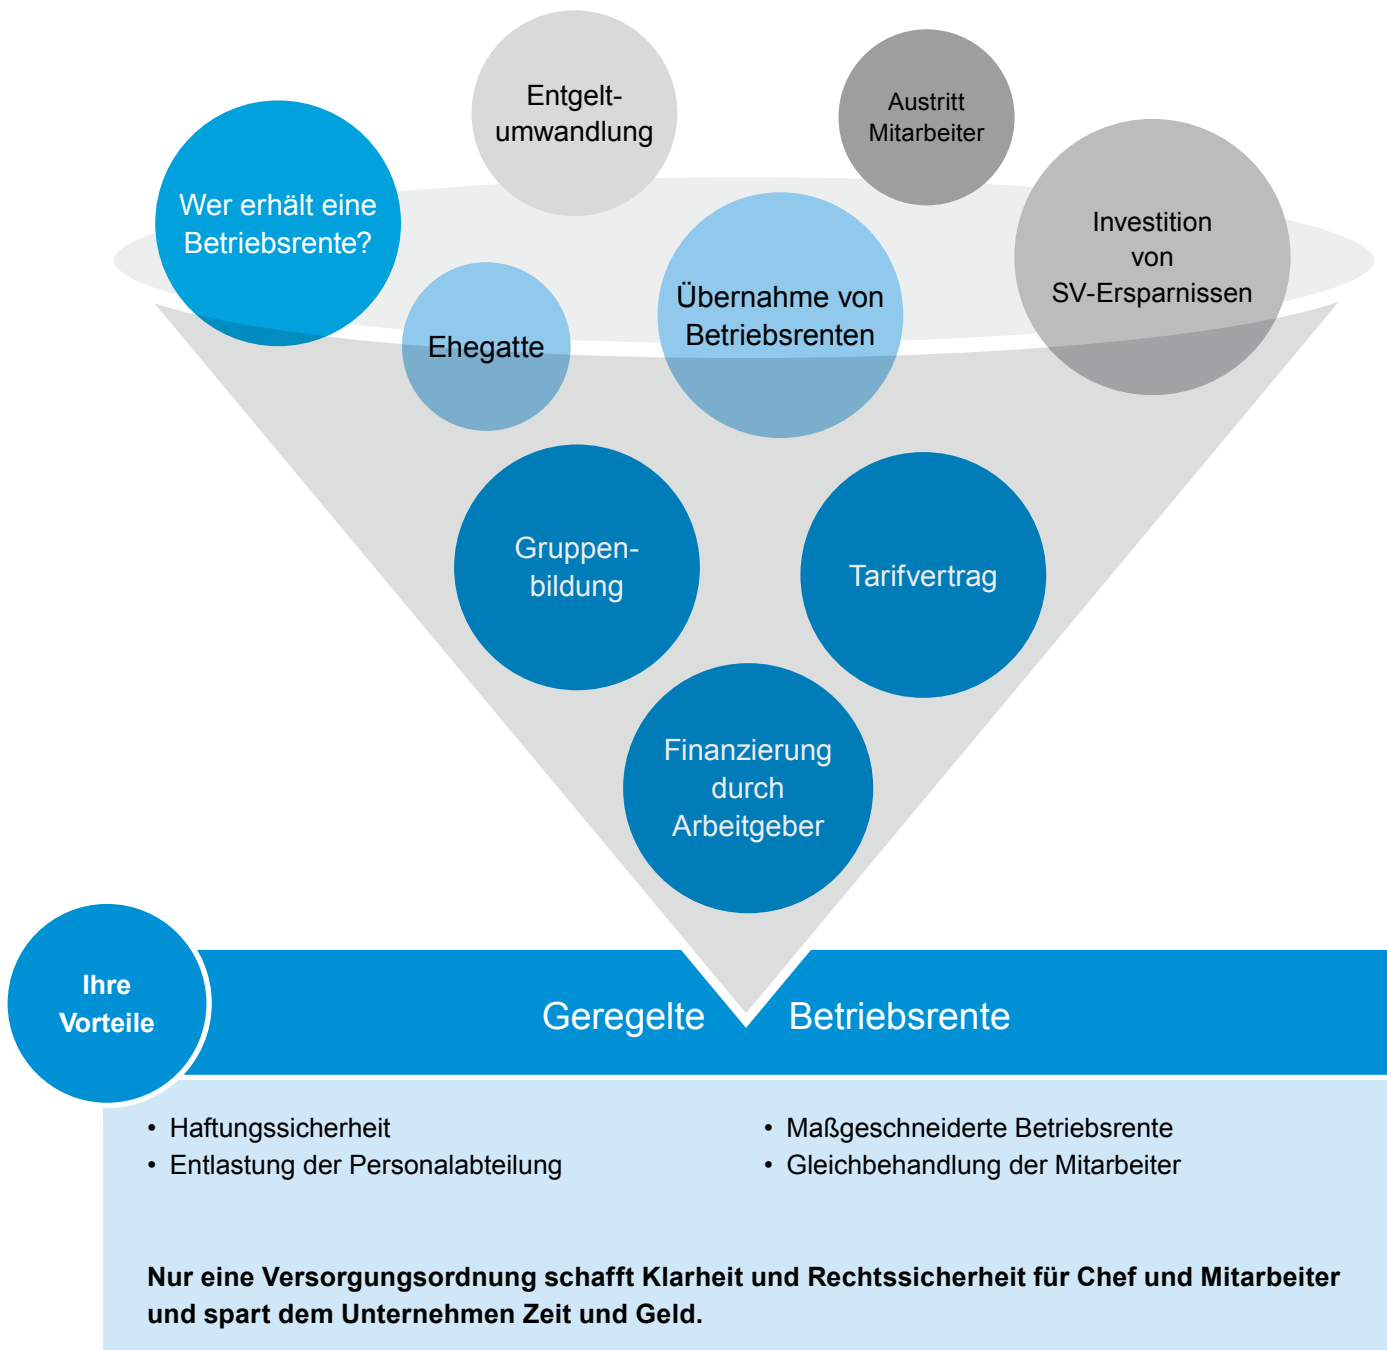 Entgelt-
umwandlung
Austritt
Mitarbeiter
Wer erhält eine
Betriebsrente?
Investition
von
SV-Ersparnissen
Ehegatte
Übernahme von
Betriebsrenten
Gruppen-
bildung
Tarifvertrag
Finanzierung
durch
Arbeitgeber
Ihre
Vorteile
Geregelte Betriebsrente
• Haftungssicherheit
• Entlastung der Personalabteilung
• Maßgeschneiderte Betriebsrente
• Gleichbehandlung der Mitarbeiter
Nur eine Versorgungsordnung schafft Klarheit und Rechtssicherheit für Chef und Mitarbeiter
und spart dem Unternehmen Zeit und Geld.